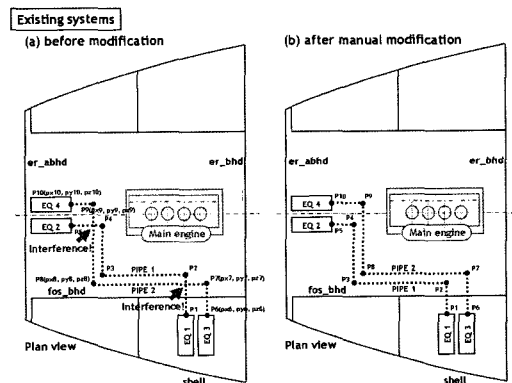 Existing systems
(a) before modification
(b) after manual modification
er_abhd
er_bhd
P10(px10, py10, pz10)
EQ 4
P9(px9, py9, pz9)
EQ 2
P4
Interference!
Main engine
P3
PIPE 1
P2
P8(px8, py8, pz8)
PIPE 2
P7(px7, py7, pz7)
fos_bhd
Interference!
P1
P6(px6, py6, pz6)
EQ 1
EQ 3
Plan view
shell
er_abhd
er_bhd
P10
P9
EQ 4
P4
EQ 2
P5
Main engine
P8
PIPE 2
P7
P3
fos_bhd
PIPE 1
P2
P1
P6
EQ 1
EQ 3
Plan view
shell